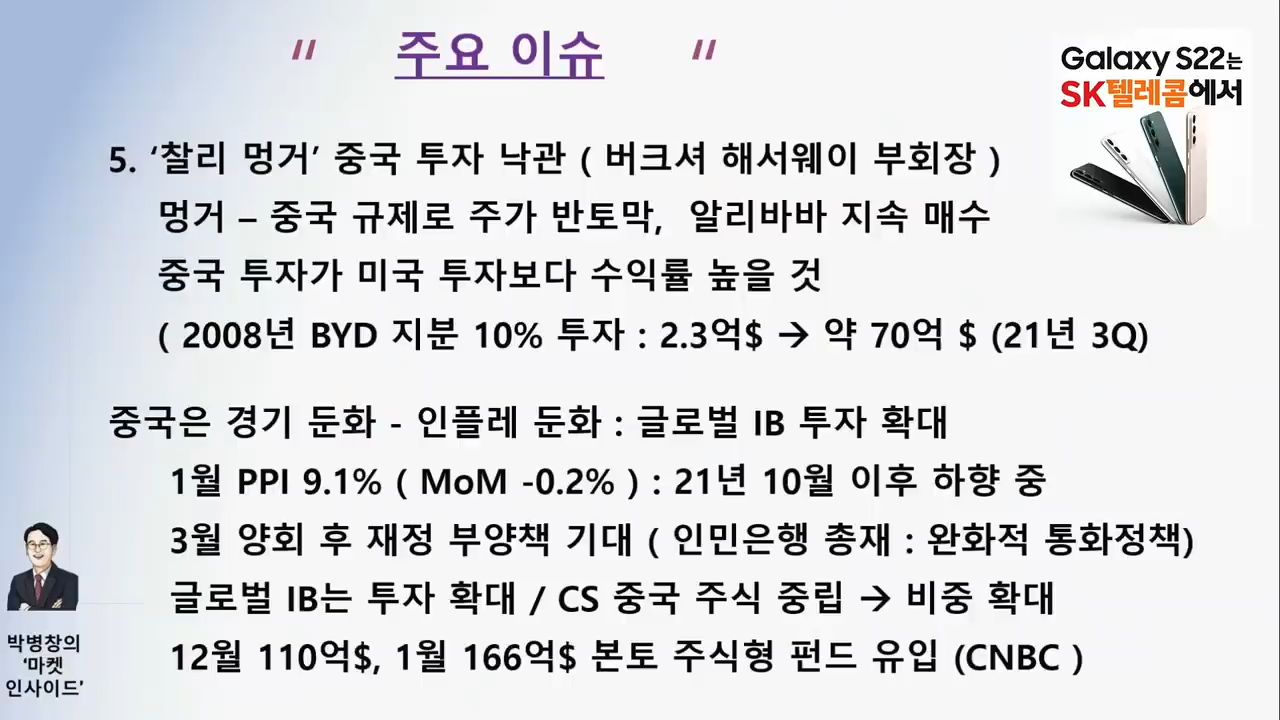 " 주요 이슈 "
Galaxy S22는
SK텔레콤에서
5. ‘찰리 멍거’ 중국 투자 낙관 ( 버크셔 해서웨이 부회장 )
멍거 – 중국 규제로 주가 반토막, 알리바바 지속 매수
중국 투자가 미국 투자보다 수익률 높을 것
( 2008년 BYD 지분 10% 투자 : 2.3억$ → 약 70억 $ (21년 3Q)
중국은 경기 둔화 - 인플레 둔화 : 글로벌 IB 투자 확대
1월 PPI 9.1% ( MoM -0.2% ) : 21년 10월 이후 하향 중
3월 양회 후 재정 부양책 기대 ( 인민은행 총재 : 완화적 통화정책)
글로벌 IB는 투자 확대 / CS 중국 주식 중립 → 비중 확대
12월 110억$, 1월 166억$ 본토 주식형 펀드 유입 (CNBC )
박병창의
‘마켓
인사이드’